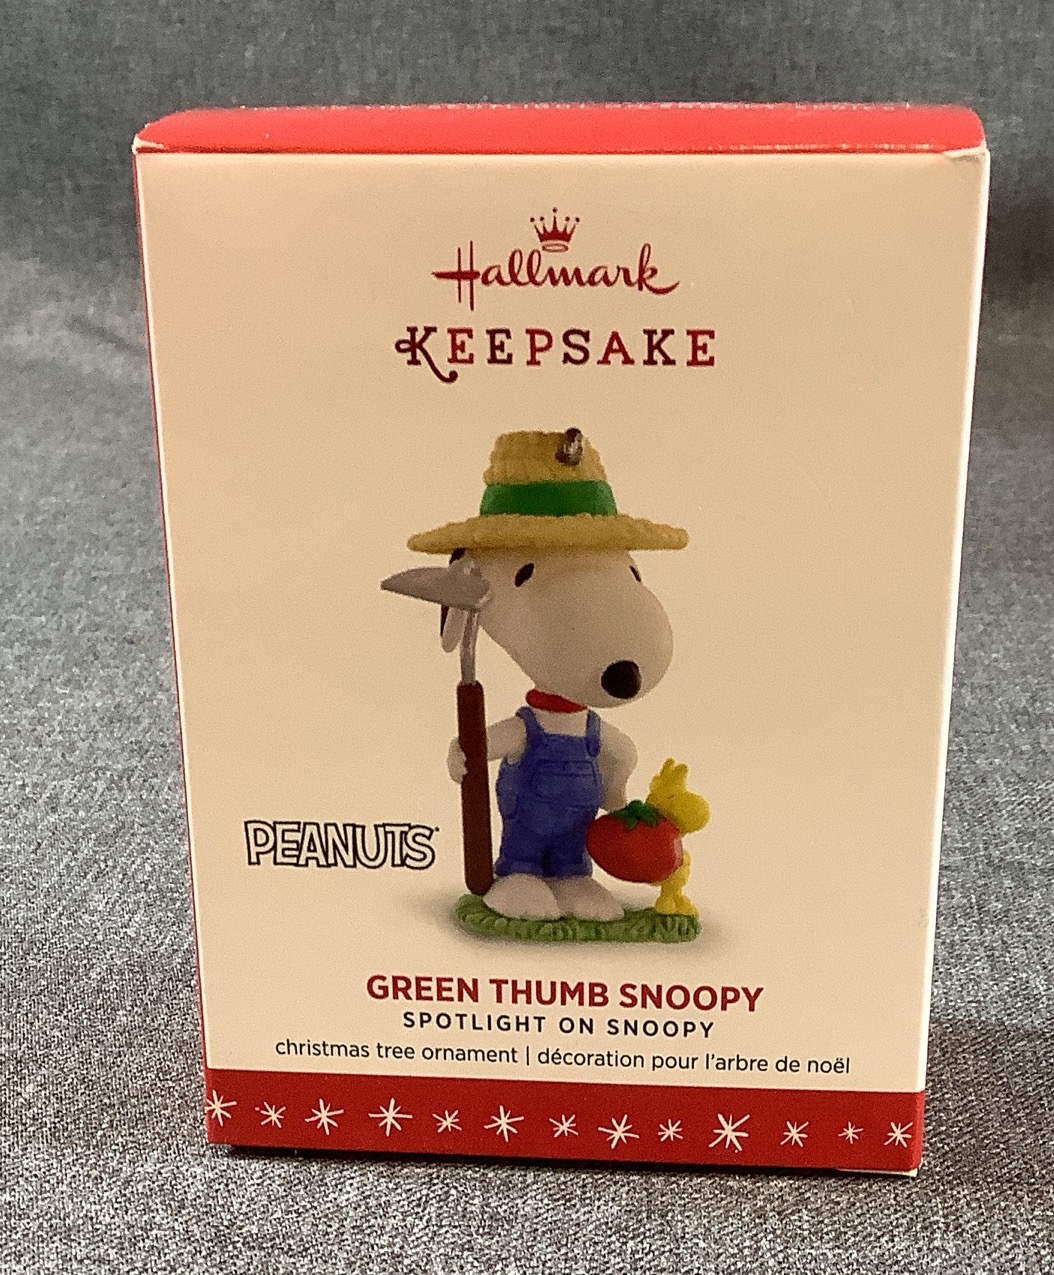 Hallmark
KEEPSAKE
PEANUTS
GREEN THUMB SNOOPY
SPOTLIGHT ON SNOOPY
christmas tree ornament | décoration pour l'arbre de noël